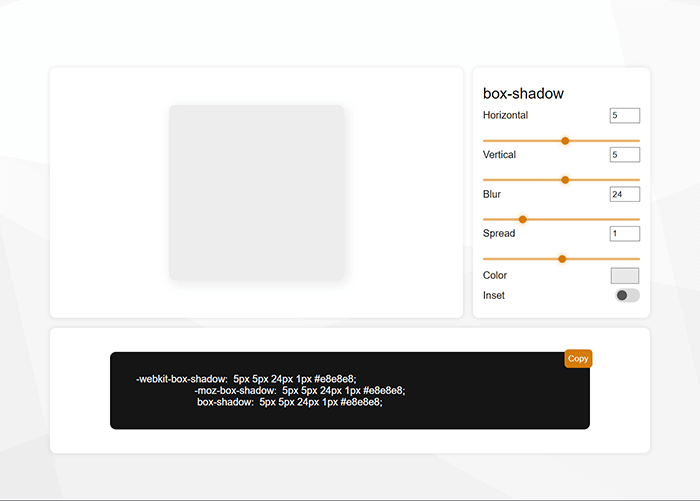 box-shadow
Horizontal 5
Vertical 5
Blur 24
Spread 1
Color
Inset
Copy
-webkit-box-shadow: 5px 5px 24px 1px #e8e8e8;
-moz-box-shadow: 5px 5px 24px 1px #e8e8e8;
box-shadow: 5px 5px 24px 1px #e8e8e8;